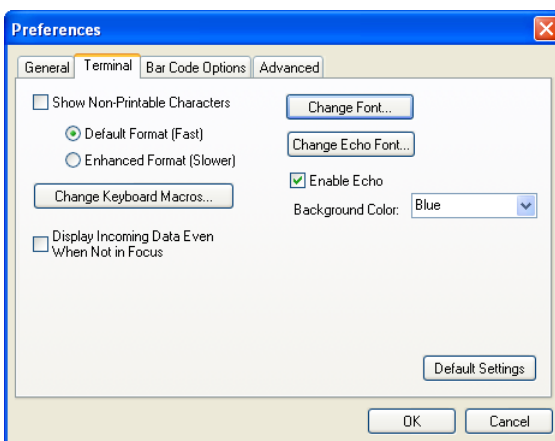 Preferences
General Terminal Bar Code Options Advanced
Show Non-Printable Characters
Default Format (Fast)
Enhanced Format (Slower)
Change Keyboard Macros...
Display Incoming Data Even
When Not in Focus
Change Font...
Change Echo Font...
Enable Echo
Background Color: Blue
Default Settings
OK Cancel